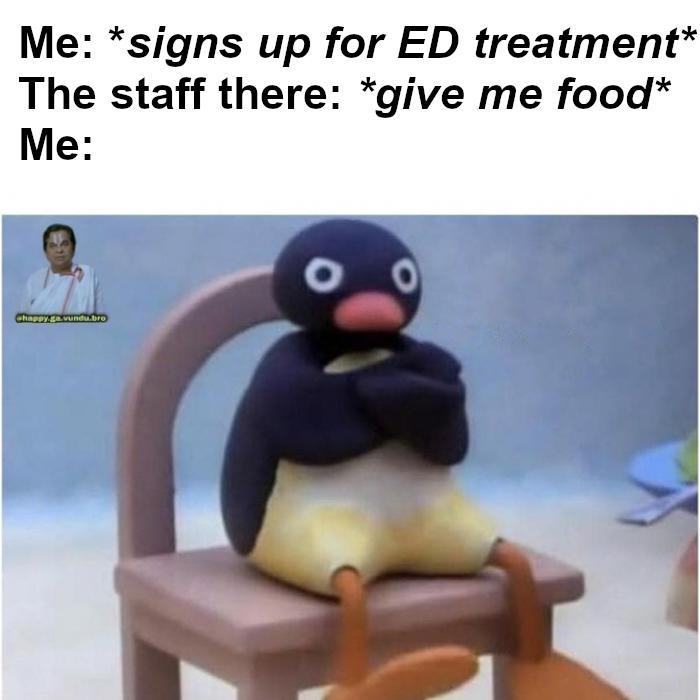 Me: *signs up for ED treatment*
The staff there: *give me food*
Me:
@happy.ga.vundu.bro